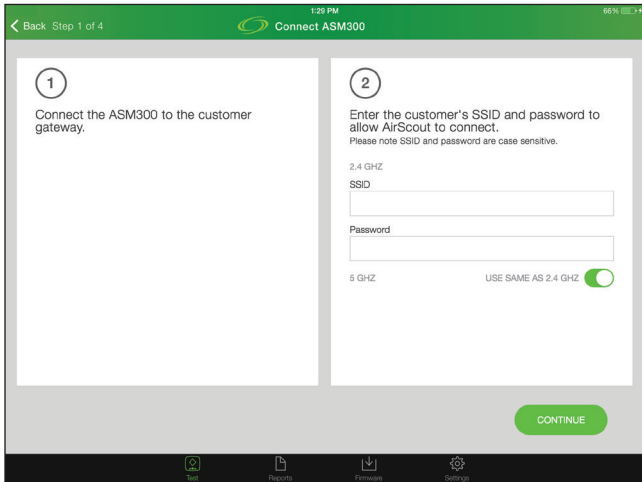 1:29 PM
66%
Back Step 1 of 4
Connect ASM300
1
Connect the ASM300 to the customer
gateway.
2
Enter the customer's SSID and password to
allow AirScout to connect.
Please note SSID and password are case sensitive.
2.4 GHZ
SSID
Password
5 GHZ
USE SAME AS 2.4 GHZ
CONTINUE
Test
Reports
Firmware
Settings